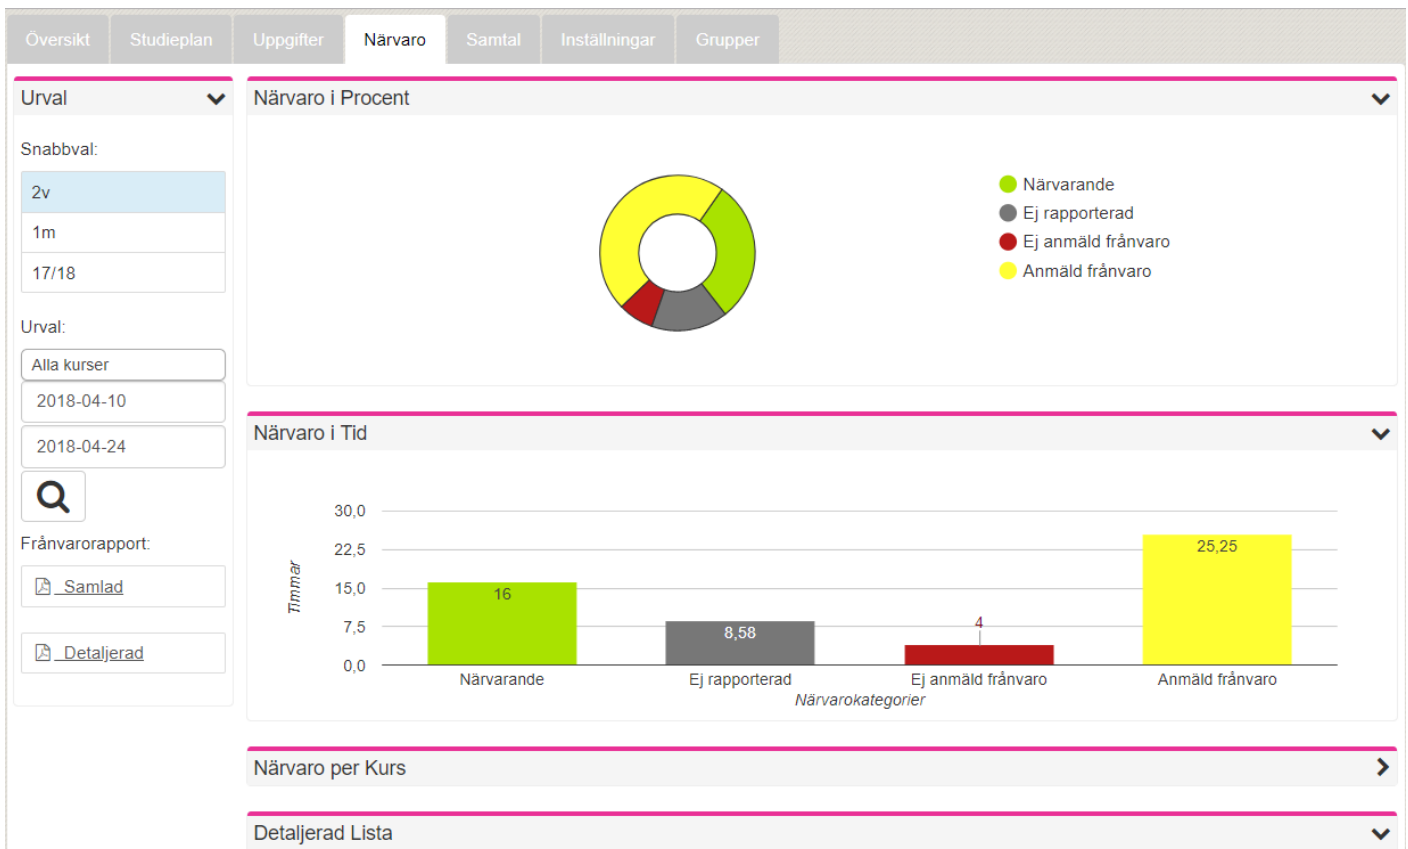 Översikt Studieplan Uppgifter Närvaro Samtal Inställningar Grupper
Urval
Snabbval:
2v
1m
17/18
Urval:
Alla kurser
2018-04-10
2018-04-24
Frånvarorapport:
Samlad
Detaljerad
Närvaro i Procent
Närvarande
Ej rapporterad
Ej anmäld frånvaro
Anmäld frånvaro
Närvaro i Tid
Timmar
30,0
22,5
15,0
7,5
0,0
16
8,58
4
25,25
Närvarande Ej rapporterad Ej anmäld frånvaro Anmäld frånvaro
Närvarokategorier
Närvaro per Kurs
Detaljerad Lista